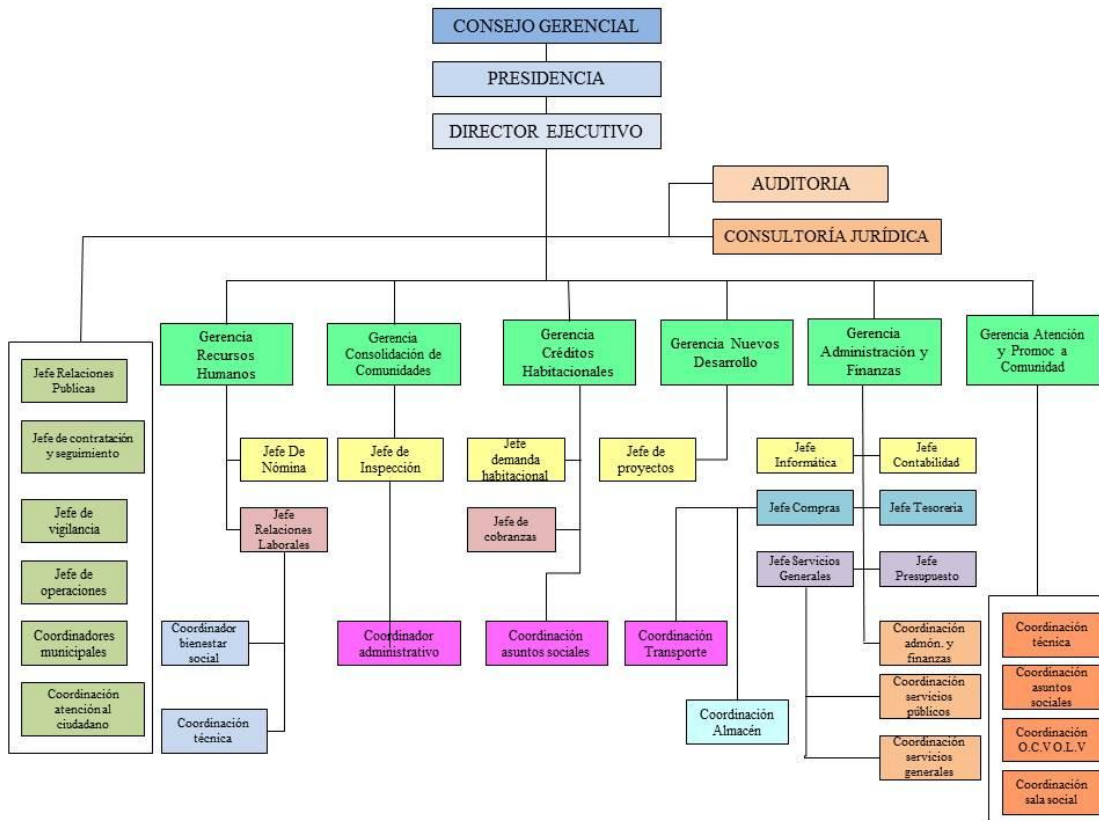 CONSEJO GERENCIAL
PRESIDENCIA
DIRECTOR EJECUTIVO
AUDITORIA
CONSULTORÍA JURÍDICA
Jefe Relaciones
Publicas
Jefe de contratación
y seguimiento
Jefe de
vigilancia
Jefe de
operaciones
Coordinadores
municipales
Coordinación
atención al
ciudadano
Gerencia
Recursos
Humanos
Jefe De
Nómina
Jefe
Relaciones
Laborales
Coordinador
bienestar
social
Coordinación
técnica
Gerencia
Consolidación de
Comunidades
Jefe de
Inspección
Coordinador
administrativo
Gerencia
Créditos
Habitacionales
Jefe
demanda
habitacional
Jefe de
cobranzas
Coordinación
asuntos sociales
Gerencia Nuevos
Desarrollo
Jefe de
proyectos
Gerencia
Administración y
Finanzas
Jefe
Informática
Jefe
Contabilidad
Jefe Compras
Jefe Tesoreria
Jefe Servicios
Generales
Jefe
Presupuesto
Coordinación
Transporte
Coordinación
Almacén
Coordinación
admón. y
finanzas
Coordinación
servicios
públicos
Coordinación
servicios
generales
Gerencia Atención
y Promoc a
Comunidad
Coordinación
técnica
Coordinación
asuntos
sociales
Coordinación
O.C.V O.L.V
Coordinación
sala social